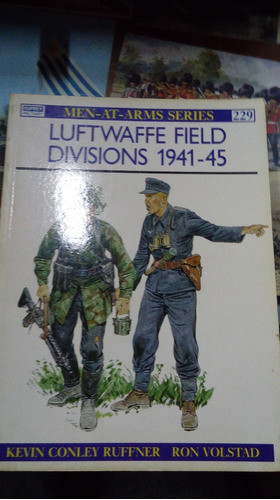 MEN-AT-ARMS SERIES 229
LUFTWAFFE FIELD
DIVISIONS 1941-45
KEVIN CONLEY RUFFNER RON VOLSTAD